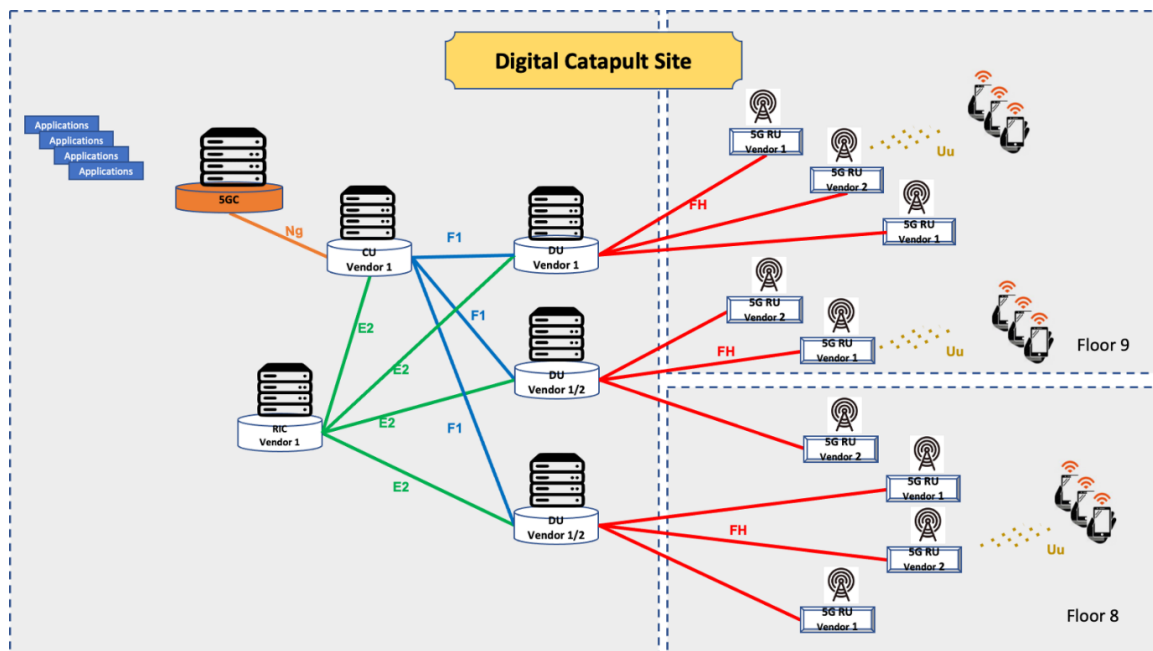 Digital Catapult Site
Applications
Applications
Applications
Applications
5GC
Ng
CU
Vendor 1
F1
DU
Vendor 1
F1
E2
E2
DU
Vendor 1/2
RIC
Vendor 1
E2
F1
E2
DU
Vendor 1/2
5G RU
Vendor 1
5G RU
Vendor 2
Uu
FH
5G RU
Vendor 1
5G RU
Vendor 2
FH
5G RU
Vendor 1
Uu
Floor 9
5G RU
Vendor 2
5G RU
Vendor 1
FH
5G RU
Vendor 2
Uu
5G RU
Vendor 1
Floor 8